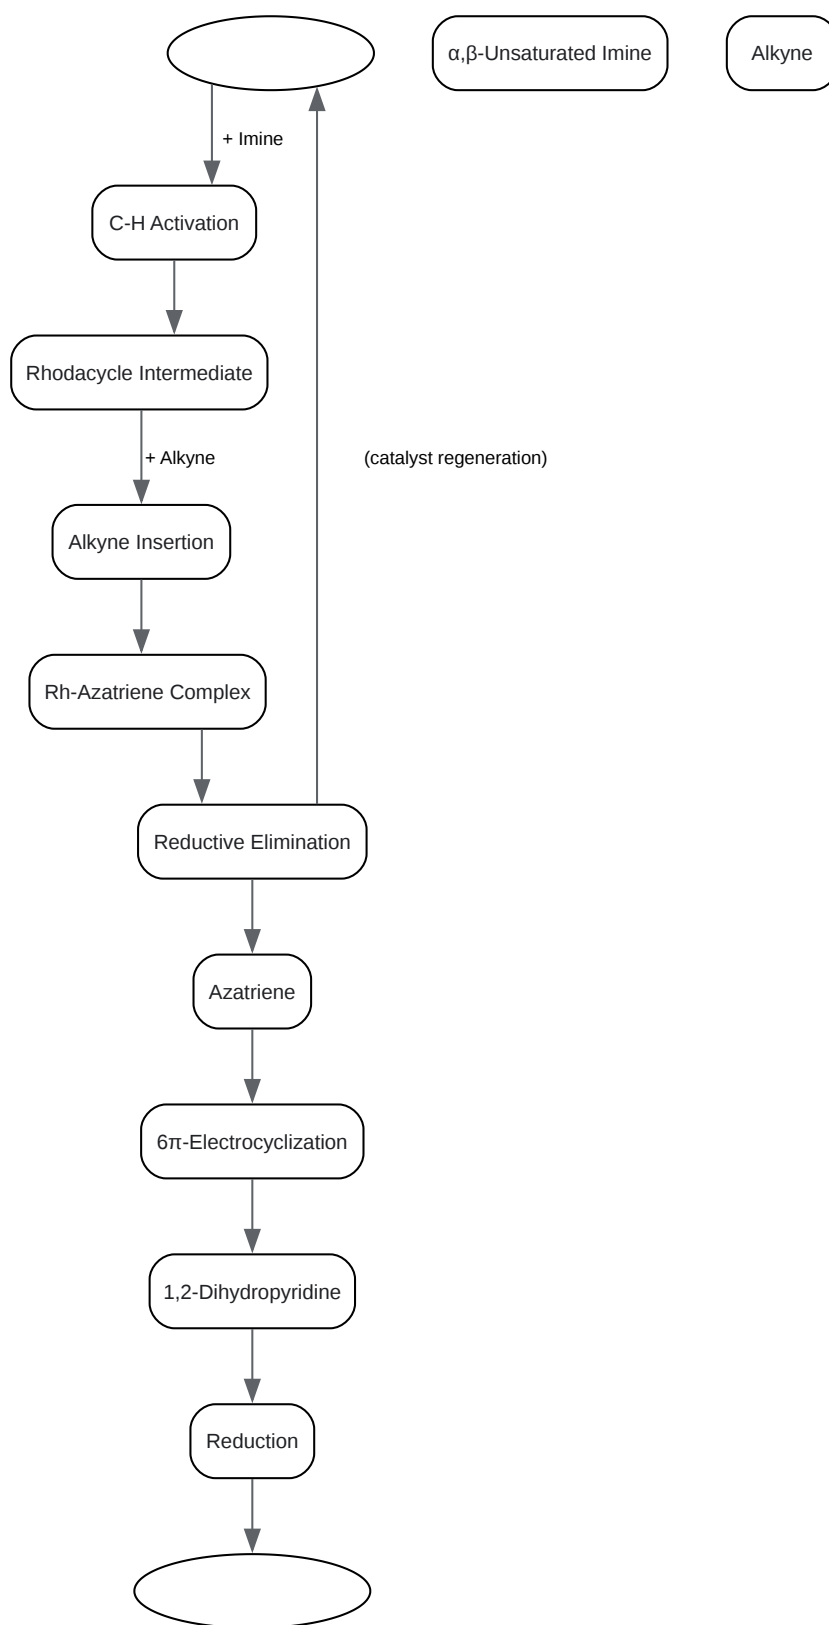 α,β-Unsaturated Imine
Alkyne
+ Imine
C-H Activation
Rhodacycle Intermediate
+ Alkyne
(catalyst regeneration)
Alkyne Insertion
Rh-Azatriene Complex
Reductive Elimination
Azatriene
6π-Electrocyclization
1,2-Dihydropyridine
Reduction